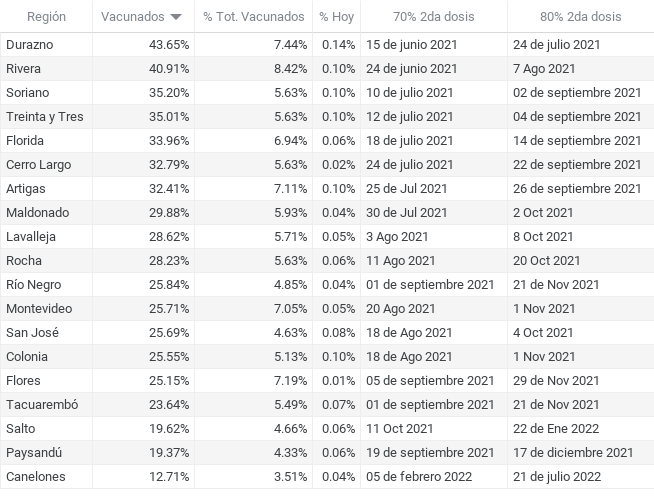 Región Vacunados % Tot. Vacunados % Hoy 70% 2da dosis 80% 2da dosis
Durazno 43.65% 7.44% 0.14% 15 de junio 2021 24 de julio 2021
Rivera 40.91% 8.42% 0.10% 24 de junio 2021 7 Ago 2021
Soriano 35.20% 5.63% 0.10% 10 de julio 2021 02 de septiembre 2021
Treinta y Tres 35.01% 5.63% 0.10% 12 de julio 2021 04 de septiembre 2021
Florida 33.96% 6.94% 0.06% 18 de julio 2021 14 de septiembre 2021
Cerro Largo 32.79% 5.63% 0.02% 24 de julio 2021 22 de septiembre 2021
Artigas 32.41% 7.11% 0.10% 25 de Jul 2021 26 de septiembre 2021
Maldonado 29.88% 5.93% 0.04% 30 de Jul 2021 2 Oct 2021
Lavalleja 28.62% 5.71% 0.05% 3 Ago 2021 8 Oct 2021
Rocha 28.23% 5.63% 0.06% 11 Ago 2021 20 Oct 2021
Río Negro 25.84% 4.85% 0.04% 01 de septiembre 2021 21 de Nov 2021
Montevideo 25.71% 7.05% 0.05% 20 Ago 2021 1 Nov 2021
San José 25.69% 4.63% 0.08% 18 de Ago 2021 4 Oct 2021
Colonia 25.55% 5.13% 0.10% 18 de Ago 2021 1 Nov 2021
Flores 25.15% 7.19% 0.01% 05 de septiembre 2021 29 de Nov 2021
Tacuarembó 23.64% 5.49% 0.07% 01 de septiembre 2021 21 de Nov 2021
Salto 19.62% 4.66% 0.06% 11 Oct 2021 22 de Ene 2022
Paysandú 19.37% 4.33% 0.06% 19 de septiembre 2021 17 de diciembre 2021
Canelones 12.71% 3.51% 0.04% 05 de febrero 2022 21 de julio 2022